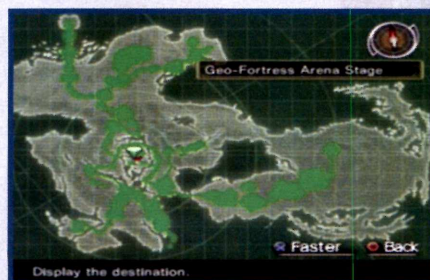 Geo-Fortress Arena Stage
Faster
Back
Display the destination.